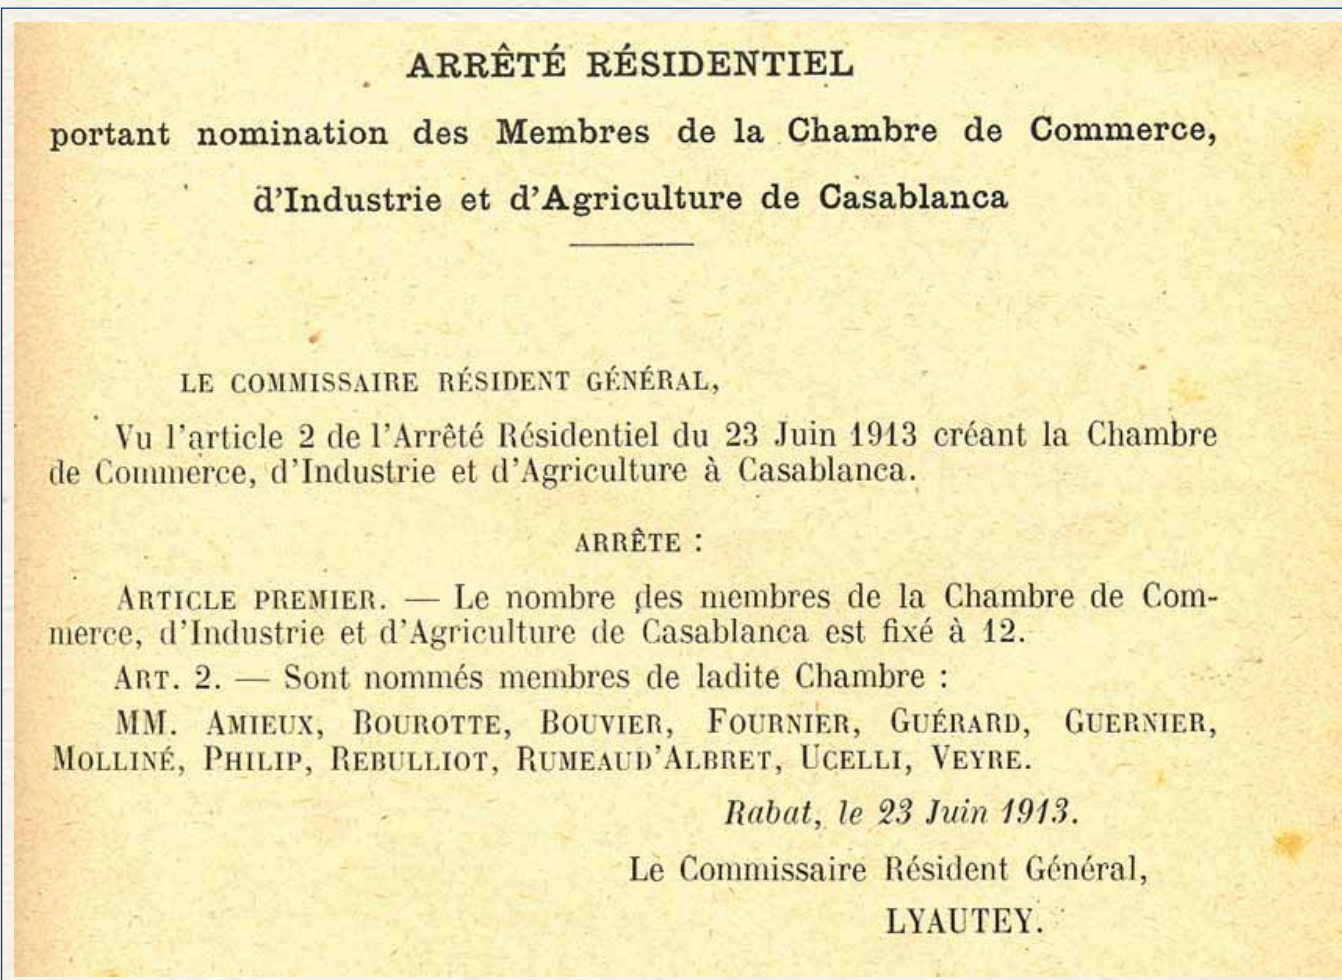 ARRÊTÉ RÉSIDENTIEL
portant nomination des Membres de la Chambre de Commerce,
d'Industrie et d'Agriculture de Casablanca
LE COMMISSAIRE RÉSIDENT GÉNÉRAL,
Vu l'article 2 de l'Arrêté Résidentiel du 23 Juin 1913 créant la Chambre
de Commerce, d'Industrie et d'Agriculture à Casablanca.
ARRÊTE :
ARTICLE PREMIER. — Le nombre des membres de la Chambre de Com-
merce, d'Industrie et d'Agriculture de Casablanca est fixé à 12.
ART. 2. — Sont nommés membres de ladite Chambre :
MM. AMIEUX, BOUROTTE, BOUVIER, FOURNIER, GUÉRARD, GUERNIER,
MOLLINÉ, PHILIP, REBULLIOT, RUMEAUD'ALBRET, UCELLI, VEYRE.
Rabat, le 23 Juin 1913.
Le Commissaire Résident Général,
LYAUTEY.